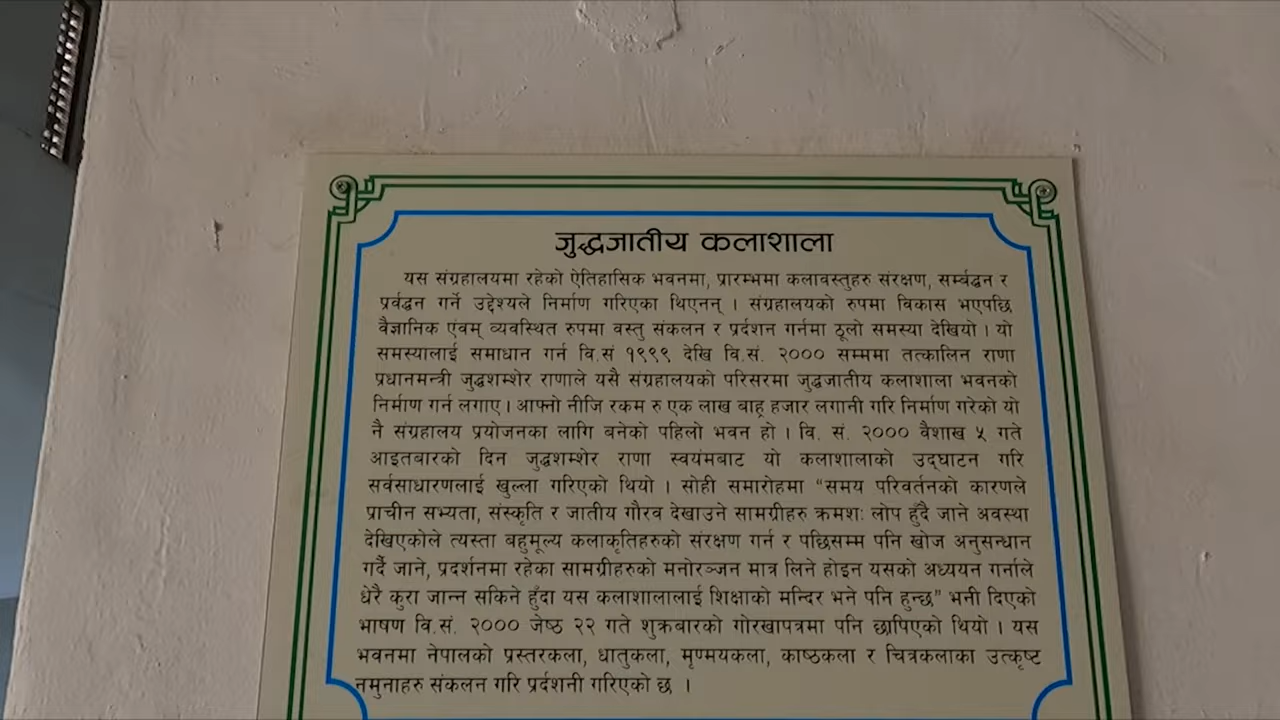 जुद्धजातीय कलाशाला
यस संग्रहालयमा रहेको ऐतिहासिक भवनमा, प्रारम्भमा कलावस्तुहरु संरक्षण, सम्बर्द्धन र
प्रर्वद्धन गर्ने उद्देश्यले निर्माण गरिएका थिएनन् । संग्रहालयको रुपमा विकास भएपछि
वैज्ञानिक एंवम् व्यवस्थित रुपमा वस्तु संकलन र प्रर्दशन गर्नमा ठूलो समस्या देखियो । यो
समस्यालाई समाधान गर्न वि.सं १९९९ देखि वि.सं. २००० सम्ममा तत्कालिन राणा
प्रधानमन्त्री जुद्धशम्शेर राणाले यसै संग्रहालयको परिसरमा जुद्धजातीय कलाशाला भवनको
निर्माण गर्न लगाए । आफ्नो नीजि रकम रु एक लाख बाह्र हजार लगानी गरि निर्माण गरेको यो
नै संग्रहालय प्रयोजनका लागि बनेको पहिलो भवन हो । वि. सं. २००० वैशाख ५ गते
आइतबारको दिन जुद्धशम्शेर राणा स्वयंमबाट यो कलाशालाको उद्घाटन गरि
सर्वसाधारणलाई खुल्ला गरिएको थियो । सोही समारोहमा “समय परिवर्तनको कारणले
प्राचीन सभ्यता, संस्कृति र जातीय गौरव देखाउने सामग्रीहरु क्रमशः लोप हुँदै जाने अवस्था
देखिएकोले त्यस्ता बहुमूल्य कलाकृतिहरुको संरक्षण गर्न र पछिसम्म पनि खोज अनुसन्धान
गर्दै जाने, प्रदर्शनमा रहेका सामग्रीहरुको मनोरञ्जन मात्र लिने होइन यसको अध्ययन गर्नाले
धेरै कुरा जान्न सकिने हुँदा यस कलाशालालाई शिक्षाको मन्दिर भने पनि हुन्छ” भनी दिएको
भाषण वि.सं. २००० जेष्ठ २२ गते शुक्रबारको गोरखापत्रमा पनि छापिएको थियो । यस
भवनमा नेपालको प्रस्तरकला, धातुकला, मृण्मयकला, काष्ठकला र चित्रकलाका उत्कृष्ट
नमुनाहरु संकलन गरि प्रर्दशनी गरिएको छ ।